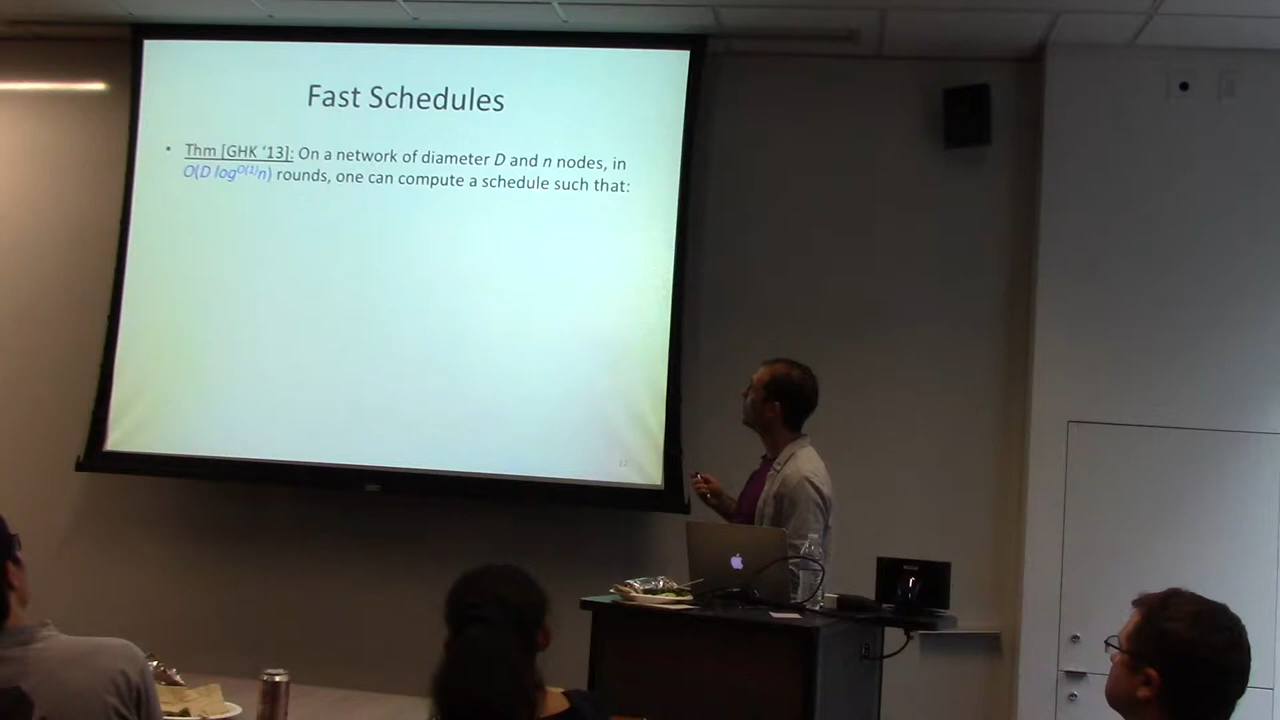 Fast Schedules
• Thm [GHK ‘13]: On a network of diameter D and n nodes, in
O(D log^O(1) n) rounds, one can compute a schedule such that:
12